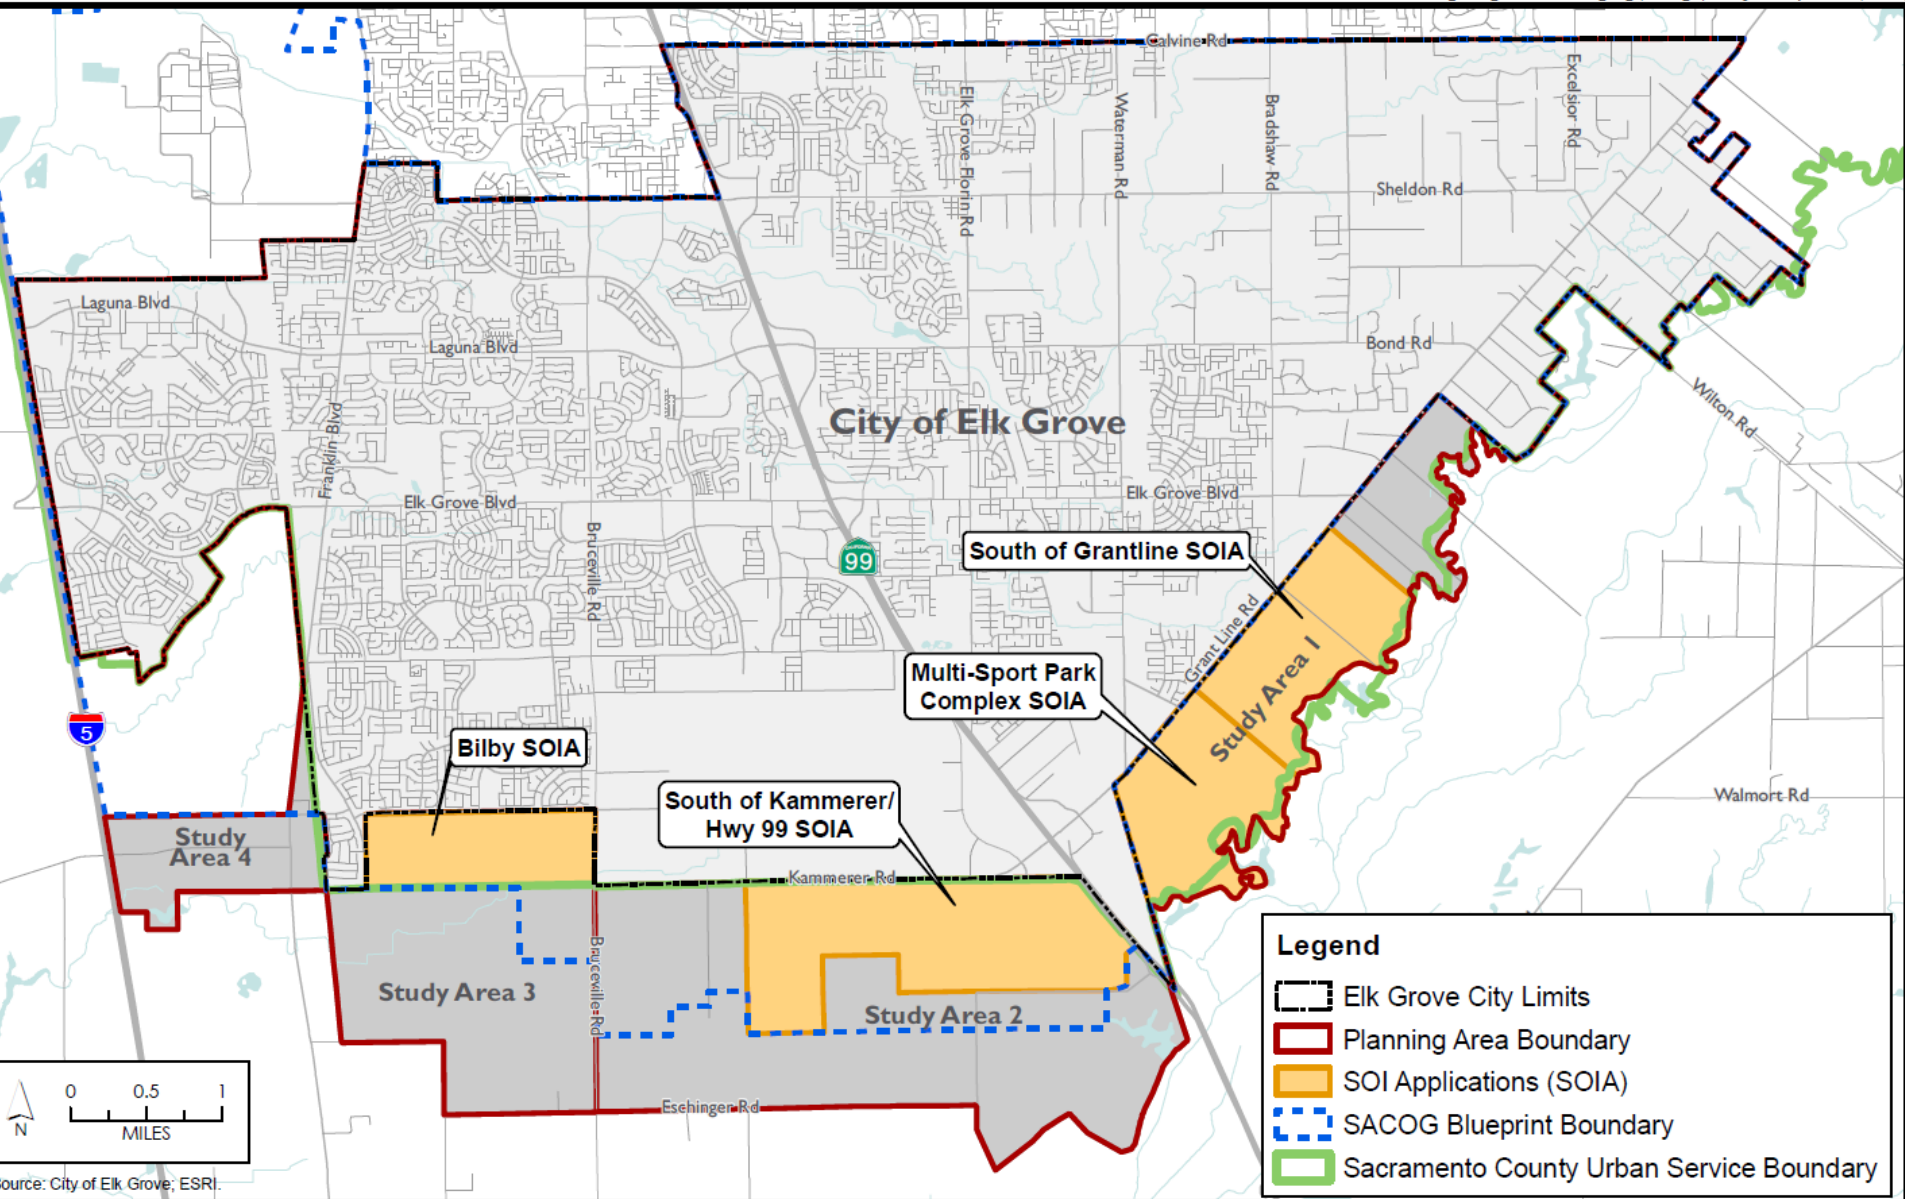 Calvine Rd
Elk Grove-Florin Rd
Waterman Rd
Bradshaw Rd
Excelsior Rd
Sheldon Rd
Laguna Blvd
Laguna Blvd
Bond Rd
Wilton Rd
Franklin Blvd
City of Elk Grove
Elk Grove Blvd
Elk Grove Blvd
Bruceville Rd
99
South of Grantline SOIA
Grant Line Rd
Study Area 1
Multi-Sport Park
Complex SOIA
5
Bilby SOIA
South of Kammerer/
Hwy 99 SOIA
Walmort Rd
Study
Area 4
Kammerer Rd
Bruceville Rd
Study Area 3
Study Area 2
Eschinger Rd
Legend
Elk Grove City Limits
Planning Area Boundary
SOI Applications (SOIA)
SACOG Blueprint Boundary
Sacramento County Urban Service Boundary
0 0.5 1
MILES
N
ource: City of Elk Grove; ESRI.